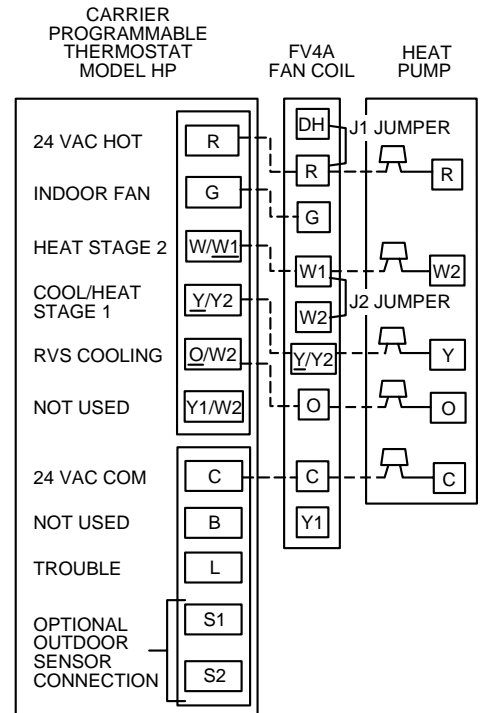 CARRIER
PROGRAMMABLE
THERMOSTAT
MODEL HP
FV4A
FAN COIL
HEAT
PUMP
24 VAC HOT
R
DH
J1 JUMPER
R
R
INDOOR FAN
G
G
HEAT STAGE 2
W/W1
W1
W2
COOL/HEAT
STAGE 1
Y/Y2
W2
J2 JUMPER
Y/Y2
Y
RVS COOLING
O/W2
O
O
NOT USED
Y1/W2
24 VAC COM
C
C
C
NOT USED
B
Y1
TROUBLE
L
OPTIONAL
OUTDOOR
SENSOR
CONNECTION
S1
S2